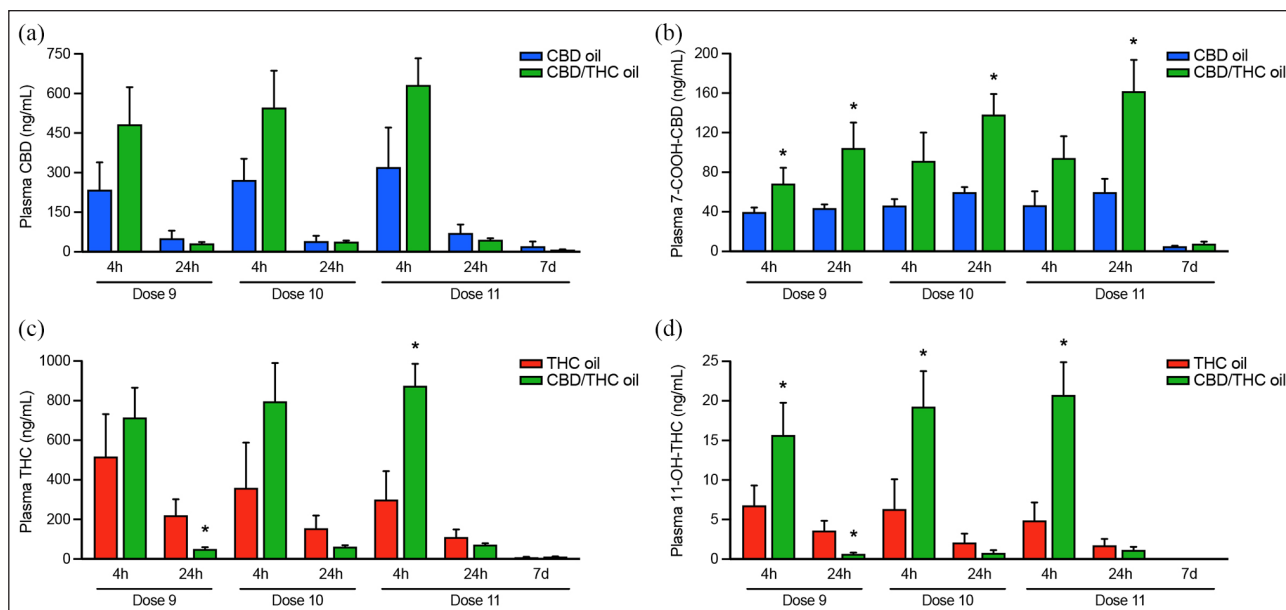 (a)
CBD oil
CBD/THC oil
Plasma CBD (ng/mL)
750
600
450
300
150
0
4h 24h 4h 24h 4h 24h 7d
Dose 9 Dose 10 Dose 11
(b)
CBD oil
CBD/THC oil
Plasma 7-COOH-CBD (ng/mL)
200
160
120
80
40
0
* * * *
4h 24h 4h 24h 4h 24h 7d
Dose 9 Dose 10 Dose 11
(c)
THC oil
CBD/THC oil
Plasma THC (ng/mL)
1000
800
600
400
200
0
* *
4h 24h 4h 24h 4h 24h 7d
Dose 9 Dose 10 Dose 11
(d)
THC oil
CBD/THC oil
Plasma 11-OH-THC (ng/mL)
25
20
15
10
5
0
* * * *
4h 24h 4h 24h 4h 24h 7d
Dose 9 Dose 10 Dose 11